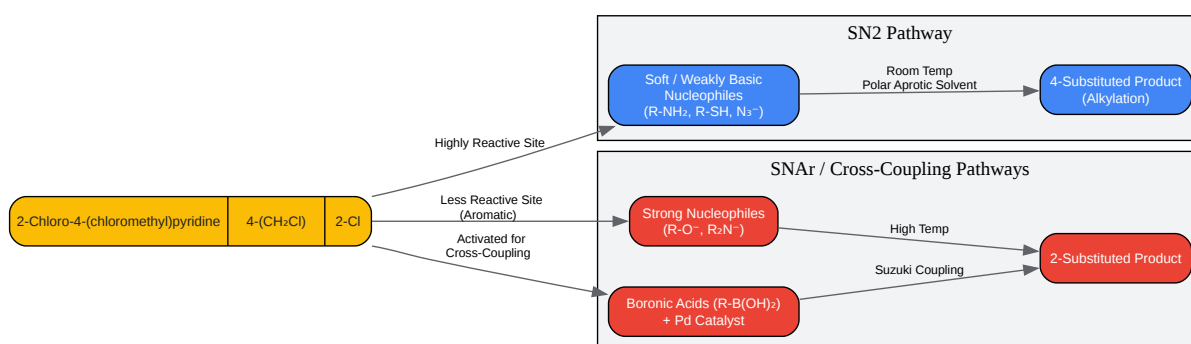 SN2 Pathway
Soft / Weakly Basic
Nucleophiles
(R-NH₂, R-SH, N₃⁻)
Room Temp
Polar Aprotic Solvent
4-Substituted Product
(Alkylation)
Highly Reactive Site
SNAr / Cross-Coupling Pathways
2-Chloro-4-(chloromethyl)pyridine
4-(CH₂Cl)
2-Cl
Less Reactive Site
(Aromatic)
Strong Nucleophiles
(R-O⁻, R₂N⁻)
High Temp
Activated for
Cross-Coupling
2-Substituted Product
Suzuki Coupling
Boronic Acids (R-B(OH)₂)
+ Pd Catalyst